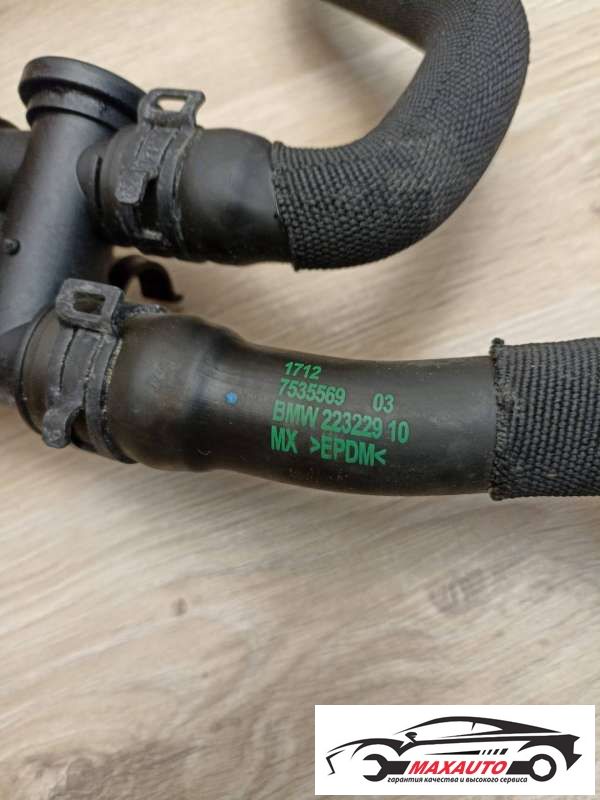 1712
7535569 03
BMW 223229 10
MX >EPDM<
MAXAUTO
гарантия качества и высокого сервиса